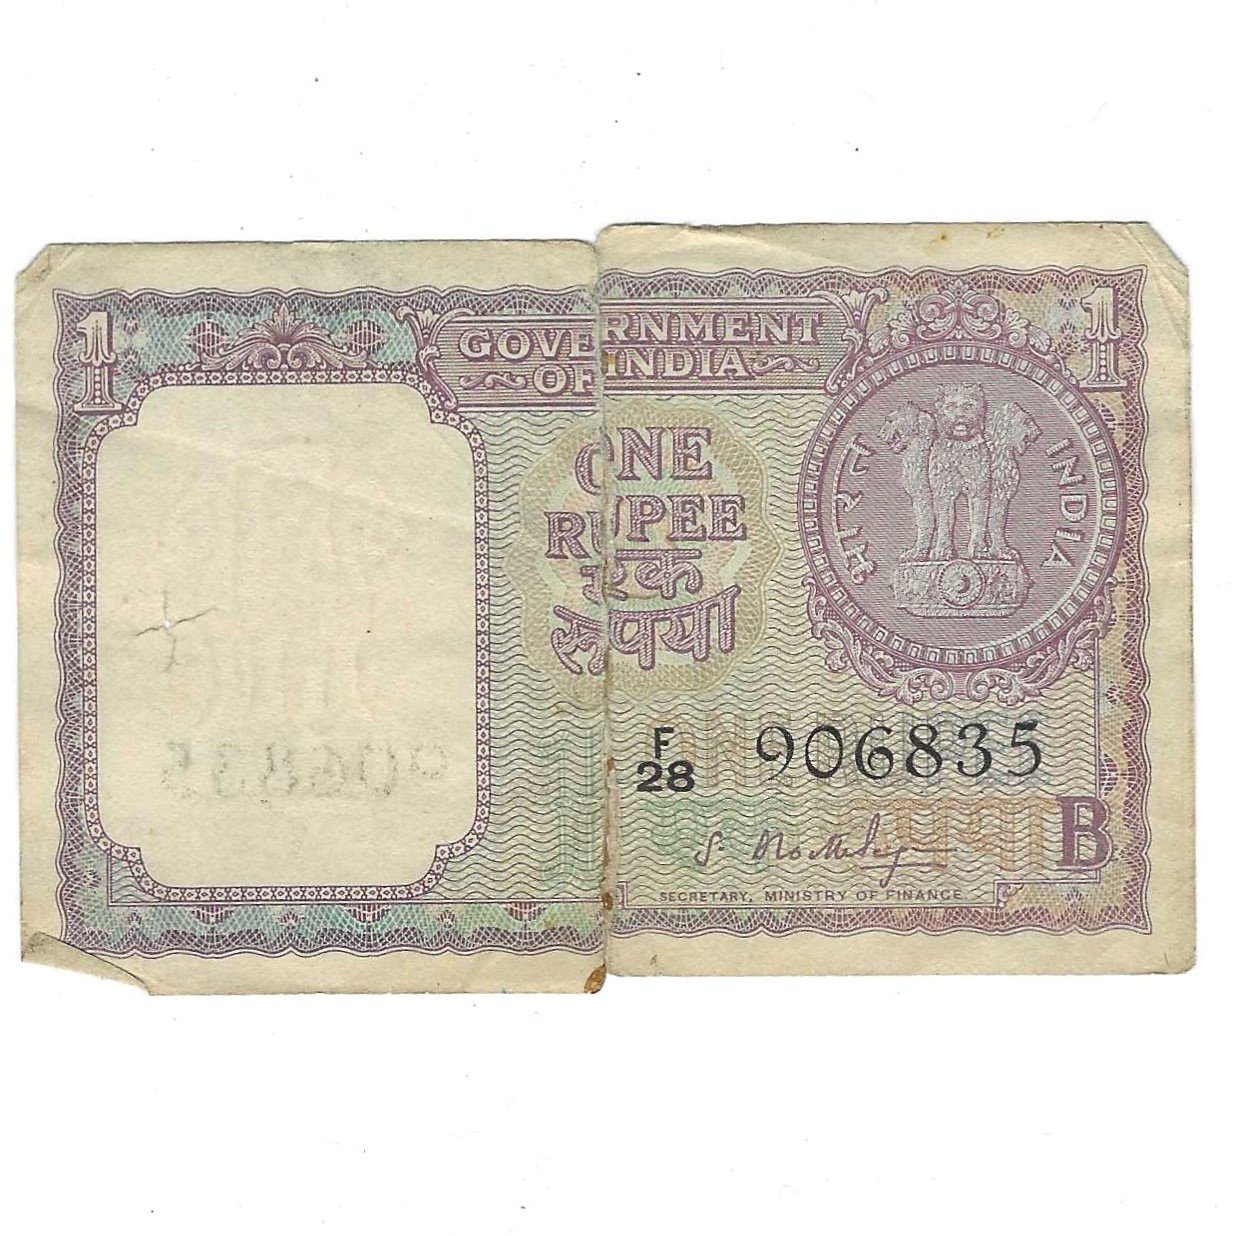 1
1
GOVERNMENT
OF INDIA
ONE
RUPEE
एक
रूपया
भारत
INDIA
F
28
906835
B
SECRETARY, MINISTRY OF FINANCE